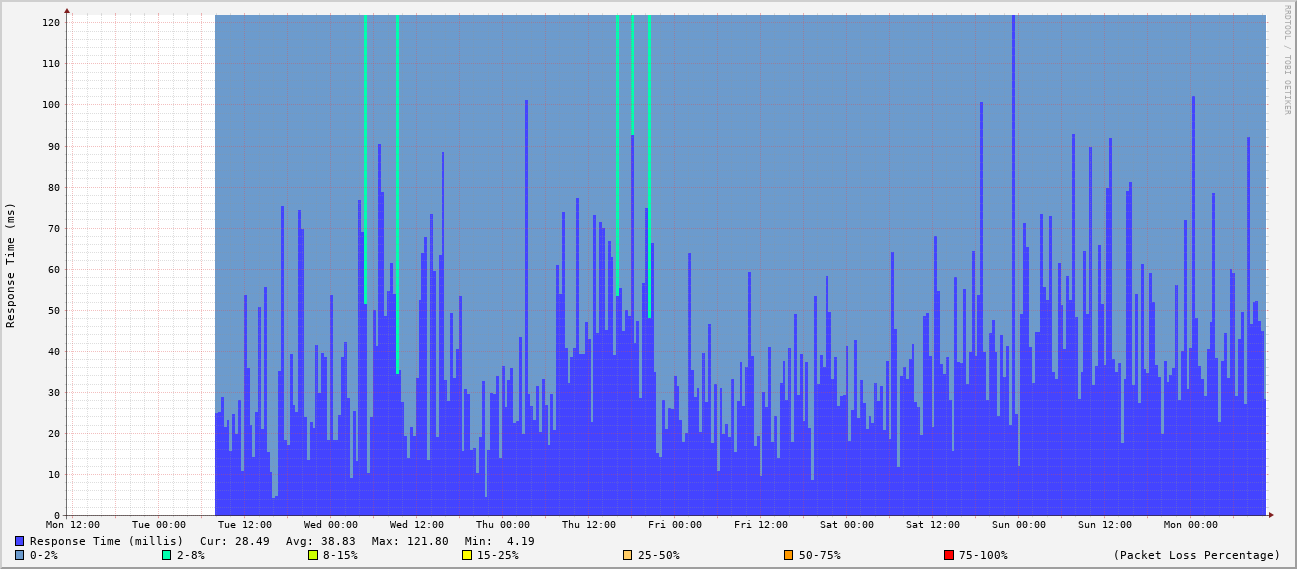 RRDTOOL / TOBI OETIKER
Response Time (ms)
120
110
100
90
80
70
60
50
40
30
20
10
0
Mon 12:00 Tue 00:00 Tue 12:00 Wed 00:00 Wed 12:00 Thu 00:00 Thu 12:00 Fri 00:00 Fri 12:00 Sat 00:00 Sat 12:00 Sun 00:00 Sun 12:00 Mon 00:00
Response Time (millis) Cur: 28.49 Avg: 38.83 Max: 121.80 Min: 4.19
0-2% 2-8% 8-15% 15-25% 25-50% 50-75% 75-100% (Packet Loss Percentage)